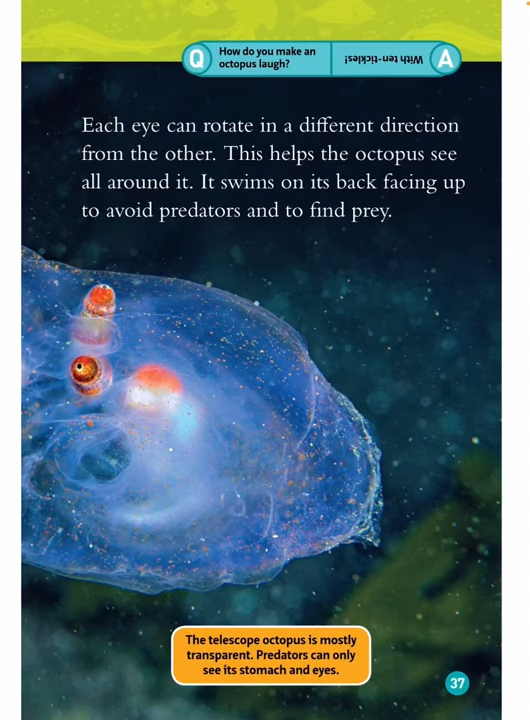 Q
How do you make an
octopus laugh?
With ten-tickles!
A
Each eye can rotate in a different direction
from the other. This helps the octopus see
all around it. It swims on its back facing up
to avoid predators and to find prey.
The telescope octopus is mostly
transparent. Predators can only
see its stomach and eyes.
37